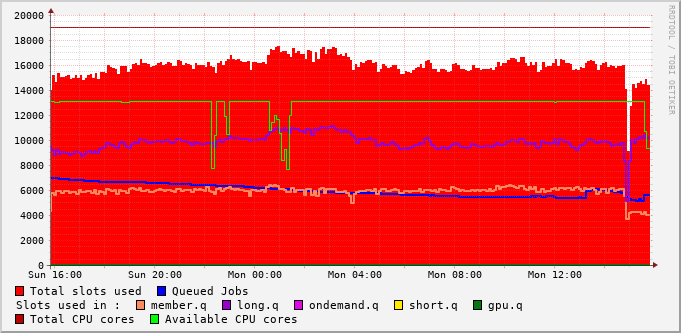 20000
18000
16000
14000
12000
10000
8000
6000
4000
2000
0
Sun 16:00 Sun 20:00 Mon 00:00 Mon 04:00 Mon 08:00 Mon 12:00
Total slots used Queued Jobs
Slots used in : member.q long.q ondemand.q short.q gpu.q
Total CPU cores Available CPU cores
RRDTOOL / TOBI OETIKER